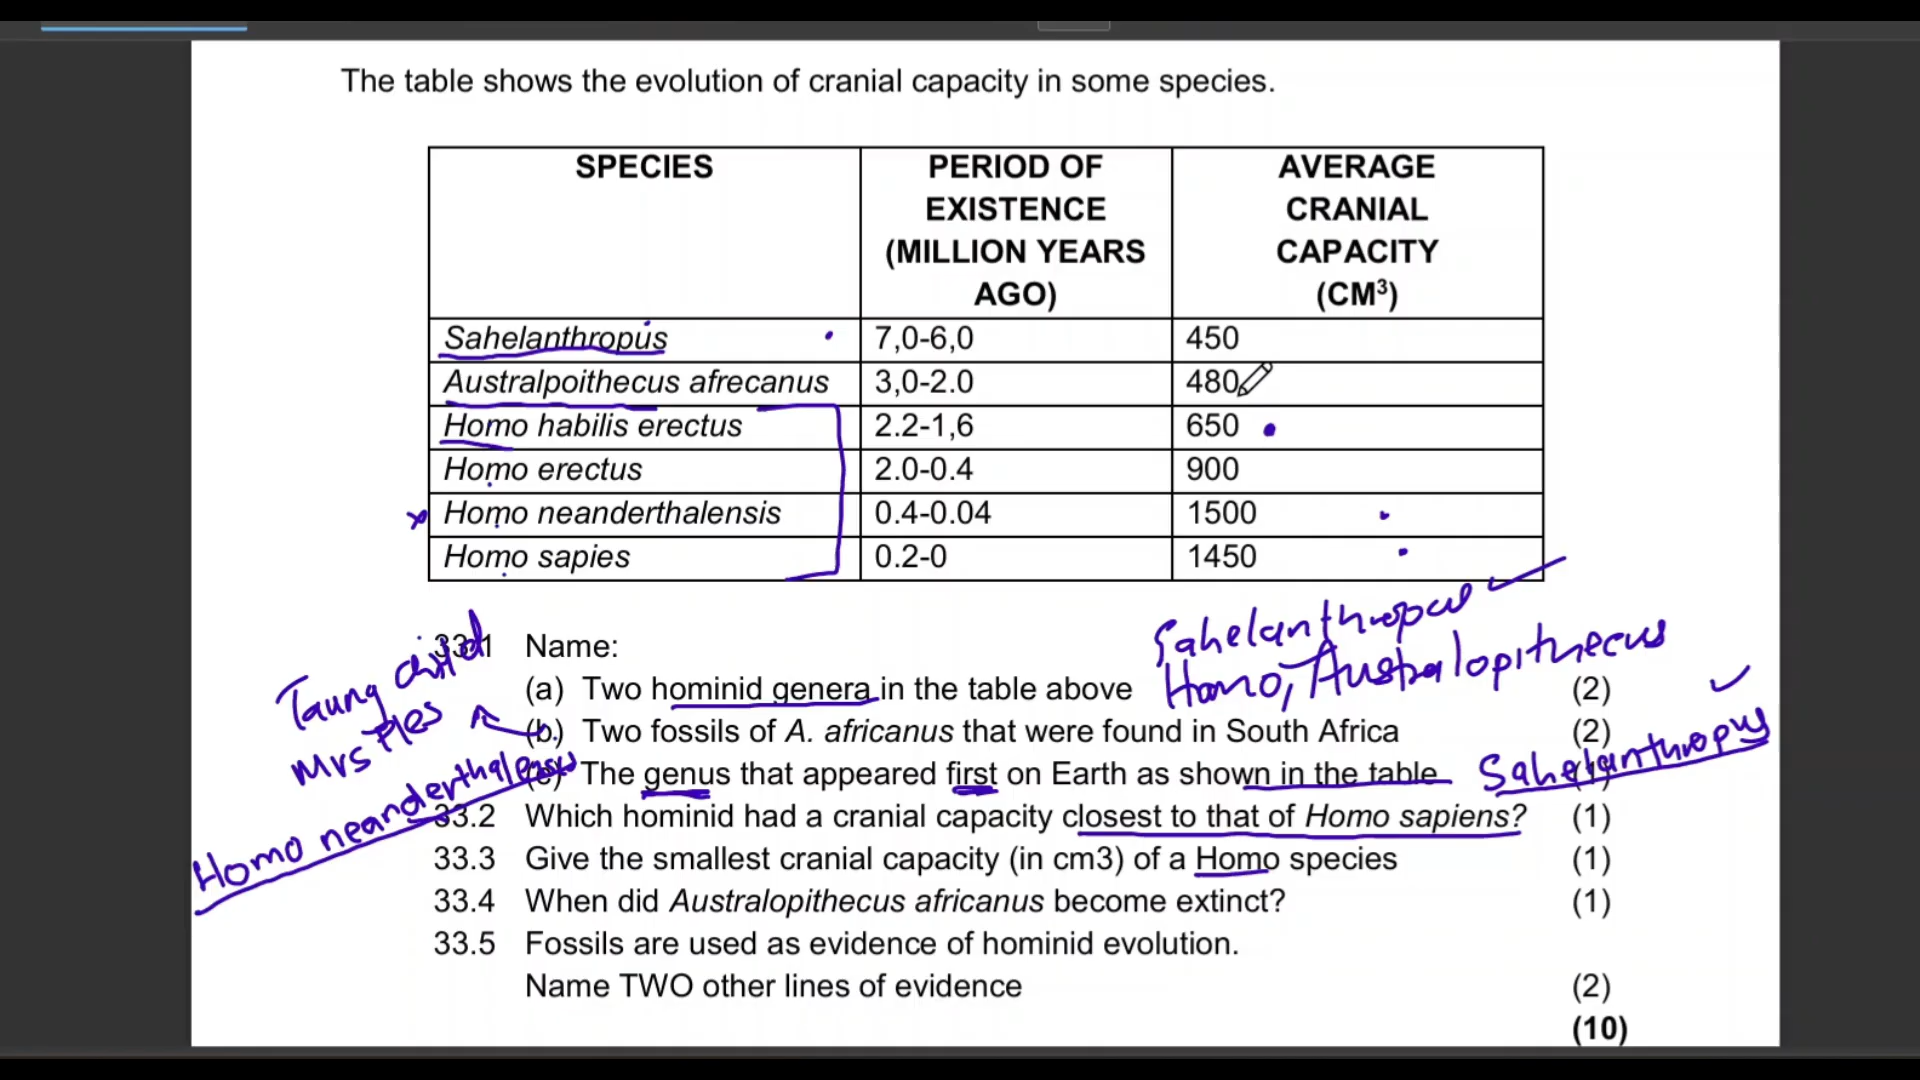 The table shows the evolution of cranial capacity in some species.
SPECIES PERIOD OF EXISTENCE (MILLION YEARS AGO) AVERAGE CRANIAL CAPACITY (CM³)
Sahelanthropus 7,0-6,0 450
Australpoithecus afrecanus 3,0-2.0 480
Homo habilis erectus 2.2-1,6 650
Homo erectus 2.0-0.4 900
Homo neanderthalensis 0.4-0.04 1500
Homo sapies 0.2-0 1450
Sahelanthropus
Homo, Australopithecus
Taung child
Mrs Ples
Homo neanderthalensis
Sahelanthropus
33.1 Name:
(a) Two hominid genera in the table above (2)
(b) Two fossils of A. africanus that were found in South Africa (2)
(c) The genus that appeared first on Earth as shown in the table (1)
33.2 Which hominid had a cranial capacity closest to that of Homo sapiens? (1)
33.3 Give the smallest cranial capacity (in cm3) of a Homo species (1)
33.4 When did Australopithecus africanus become extinct? (1)
33.5 Fossils are used as evidence of hominid evolution.
Name TWO other lines of evidence (2)
(10)